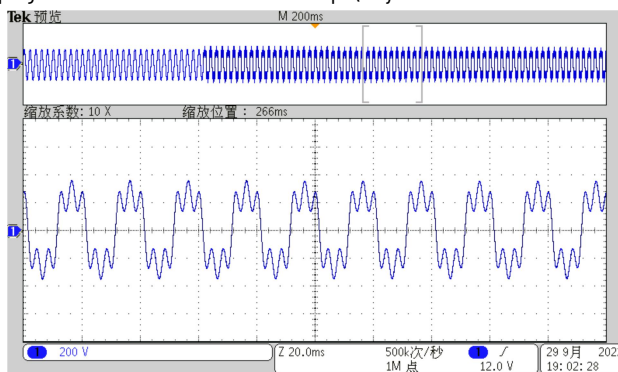 Tek 预览
M 200ms
1
缩放系数: 10 X
缩放位置： 266ms
1
1 200 V
Z 20.0ms
500k次/秒
1M 点
1
12.0 V
29 9月 202
19:02:28